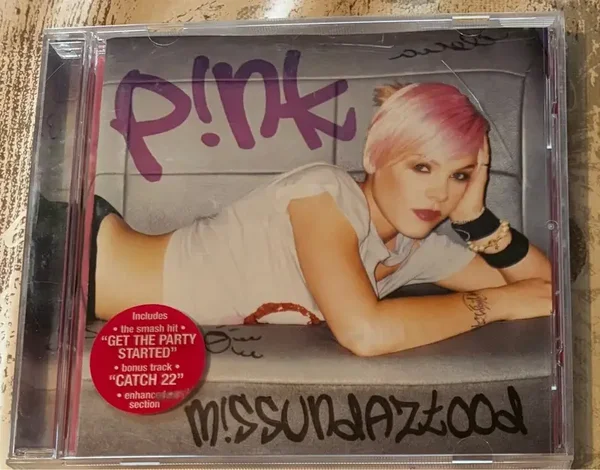 P!nk
Includes
• the smash hit •
"GET THE PARTY
STARTED"
• bonus track •
"CATCH 22"
• enhanced
section
m!ssundaztood